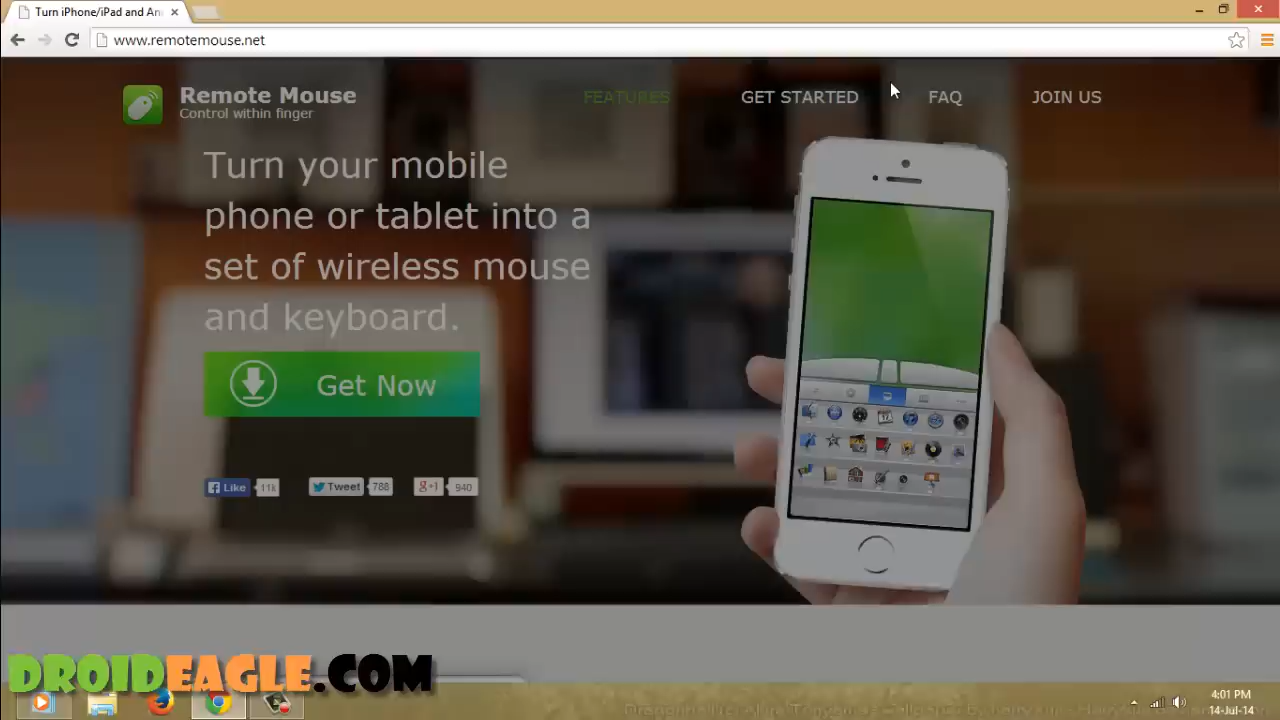 Turn iPhone/iPad and An
www.remotemouse.net
Remote Mouse
Control within finger
FEATURES
GET STARTED
FAQ
JOIN US
Turn your mobile
phone or tablet into a
set of wireless mouse
and keyboard.
Get Now
Like 11k
Tweet 788
g+1 940
DROIDEAGLE.COM
4:01 PM
14-Jul-14